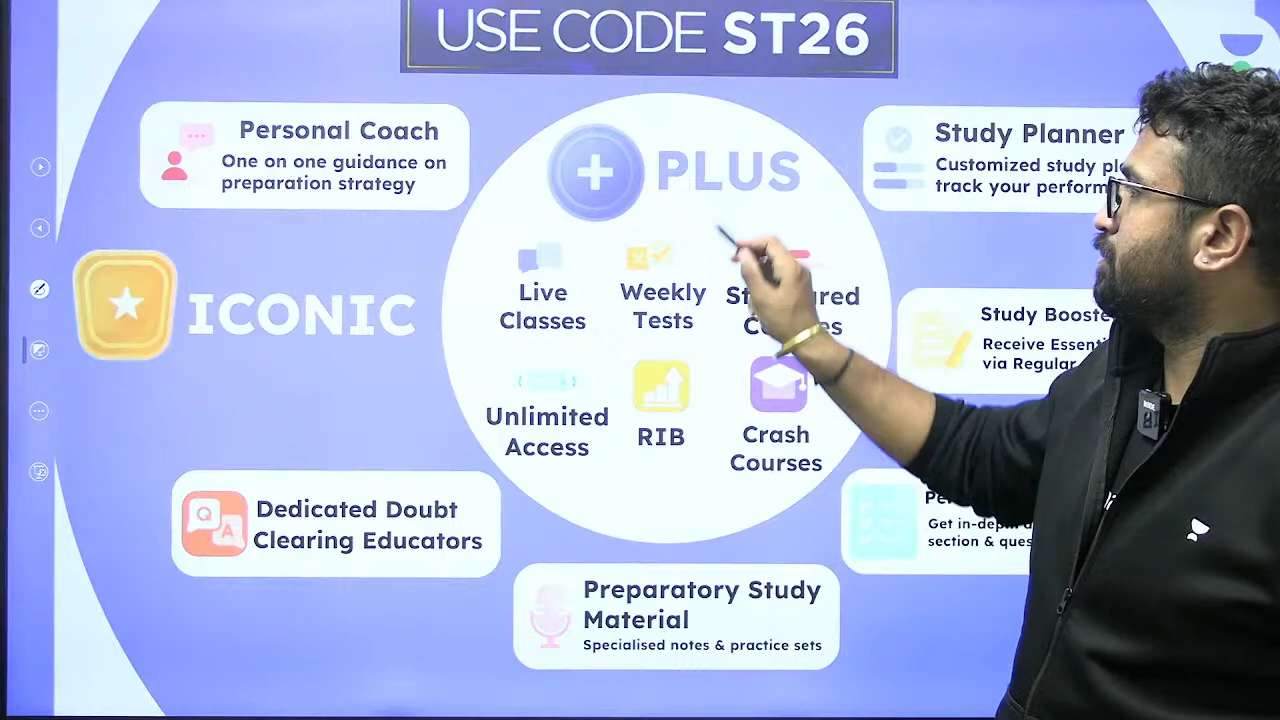 USE CODE ST26
Personal Coach
One on one guidance on
preparation strategy
PLUS
Study Planner
Customized study
track your
ICONIC
Live
Classes
Weekly
Tests
Unlimited
Access
RIB
Crash
Courses
Study
Receive
via Regular
Get
section &
Dedicated Doubt
Clearing Educators
Q
A
Preparatory Study
Material
Specialised notes & practice sets